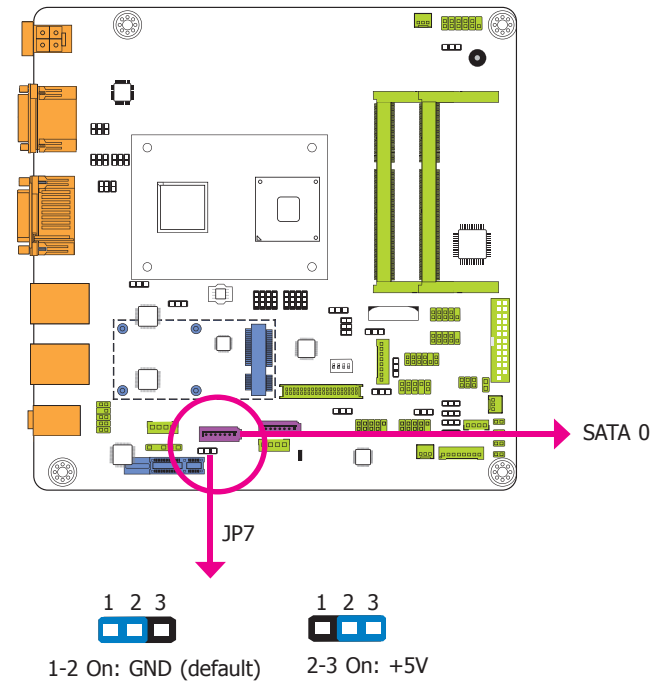 SATA 0
JP7
1 2 3
1 2 3
1-2 On: GND (default)
2-3 On: +5V